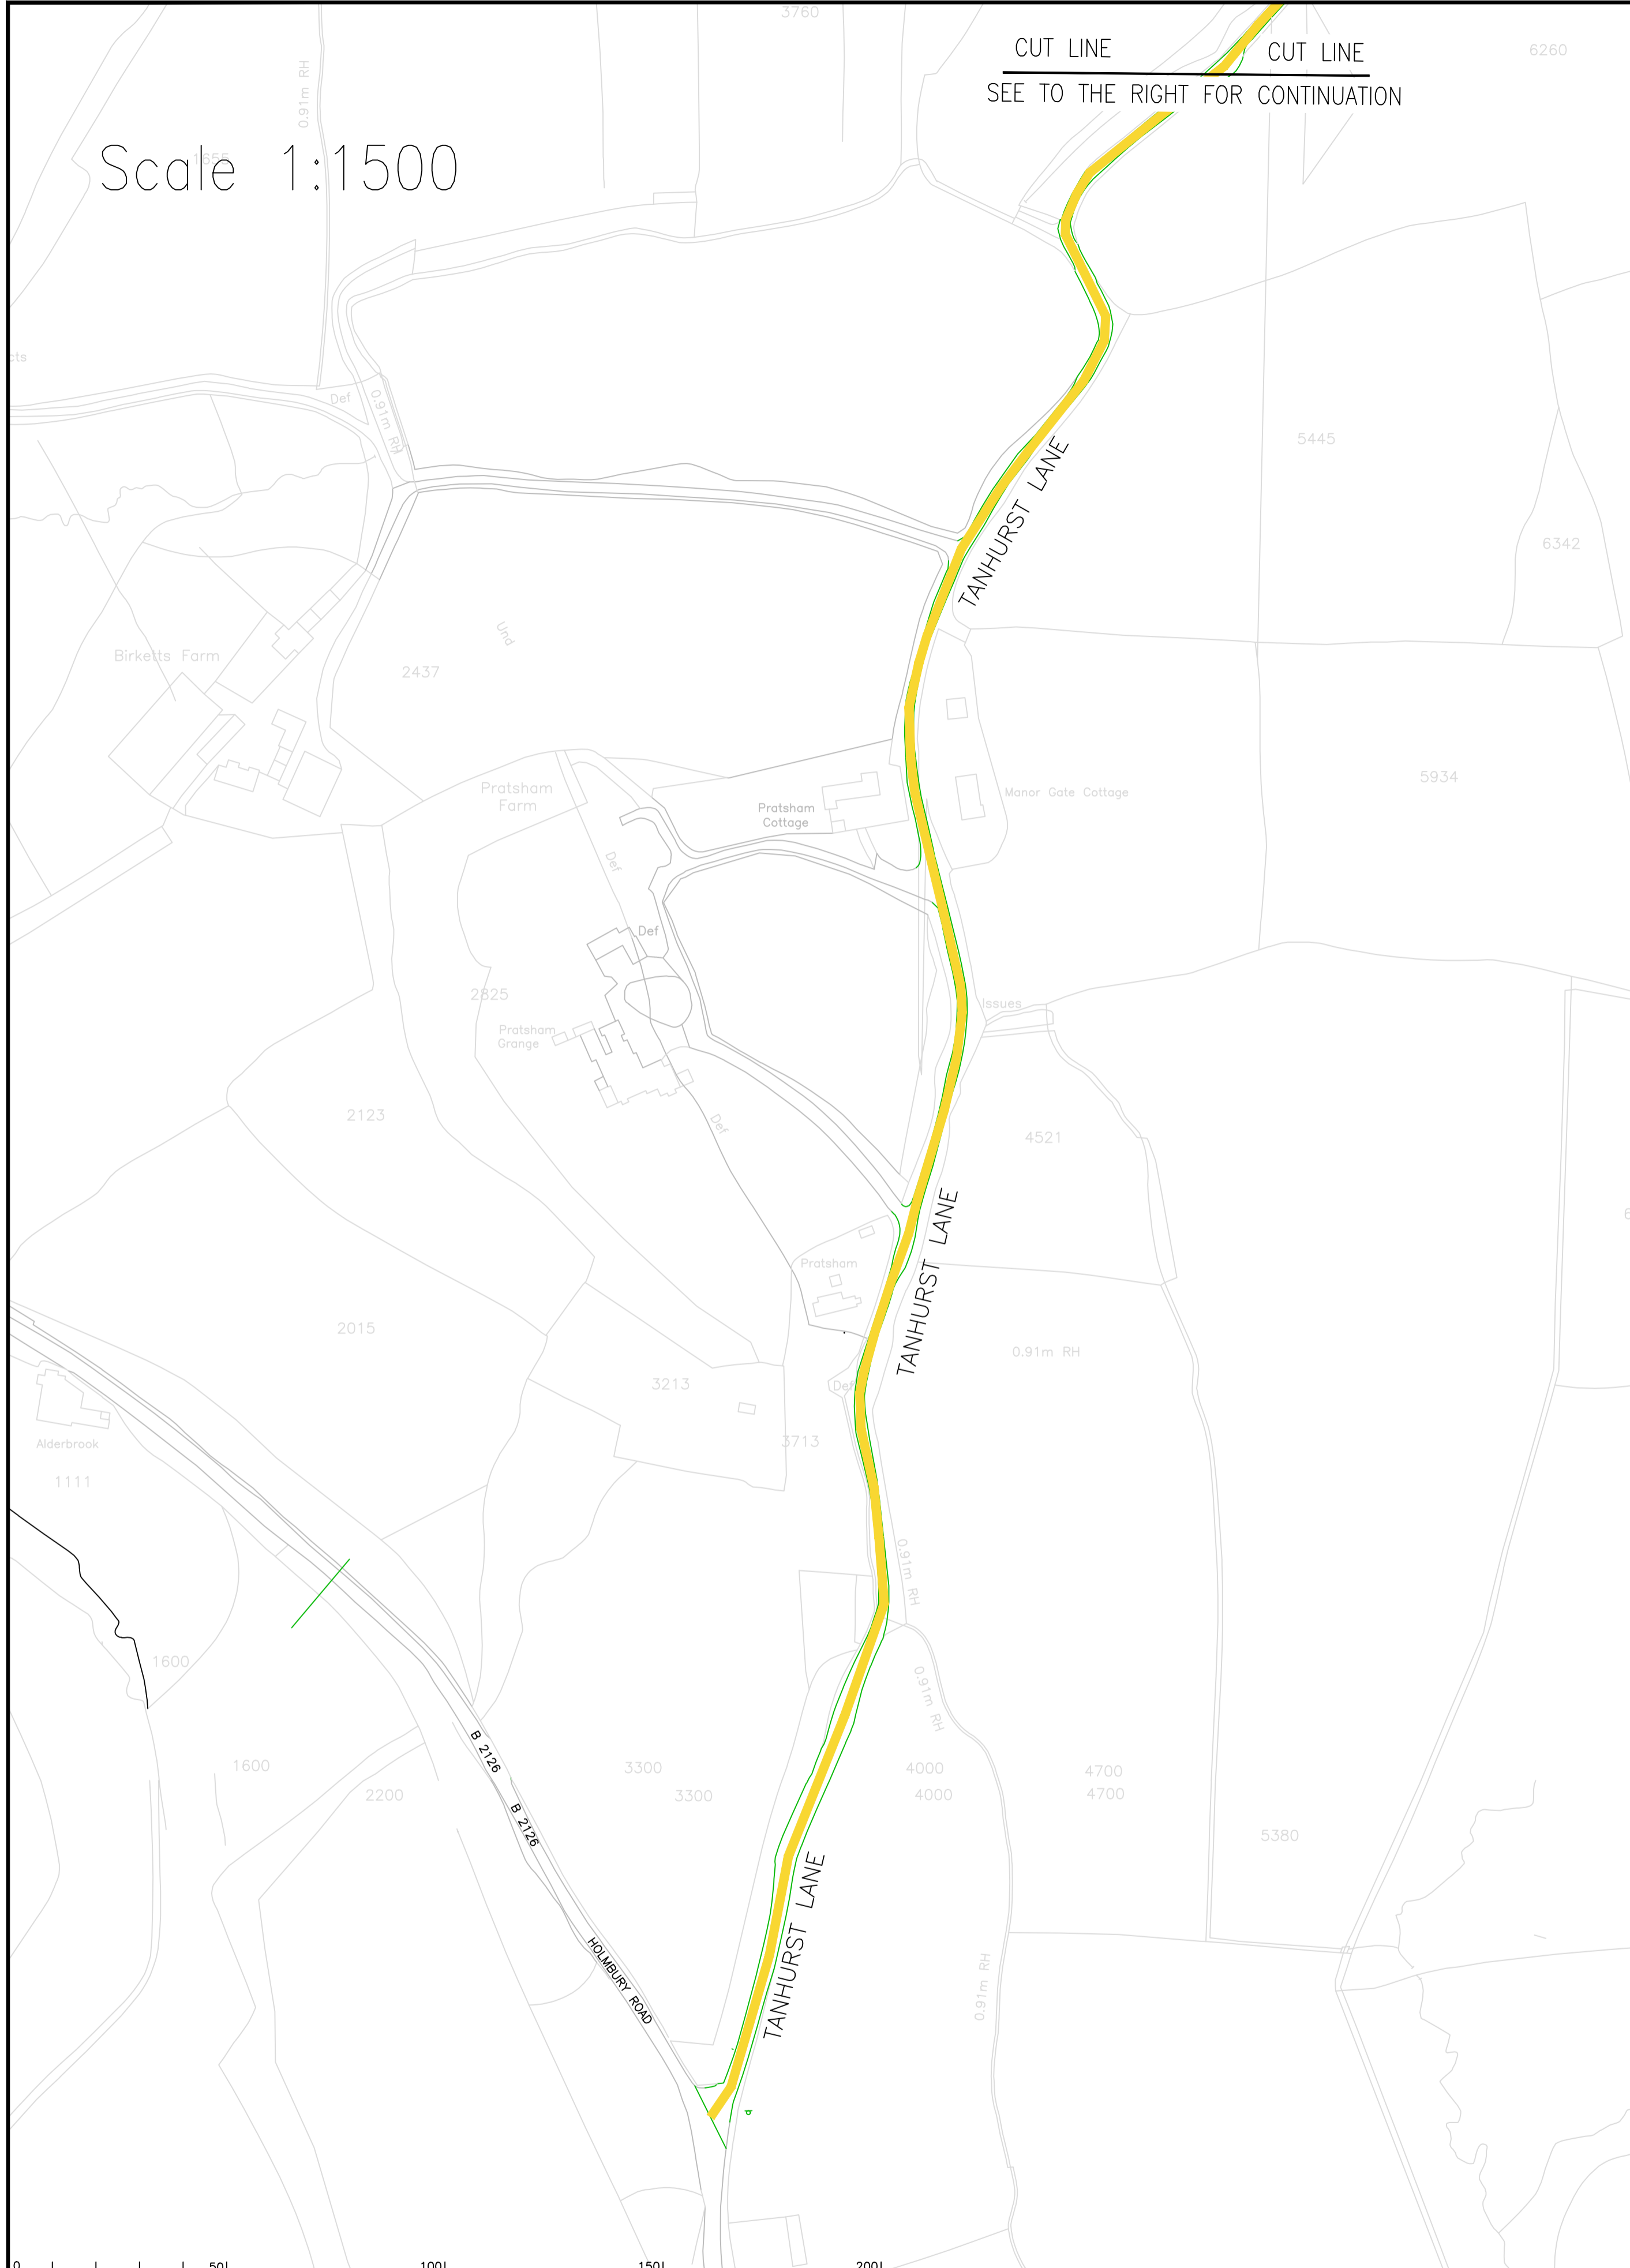 3760
CUT LINE
CUT LINE
6260
SEE TO THE RIGHT FOR CONTINUATION
0.91m RH
1655
Scale 1:1500
cts
Def
0.91m RH
5445
TANHURST LANE
6342
Und
Birketts Farm
2437
5934
Pratsham
Farm
Manor Gate Cottage
Pratsham
Cottage
Def
Def
2825
Issues
Pratsham
Grange
2123
Def
4521
TANHURST LANE
Pratsham
2015
0.91m RH
3213
Def
Alderbrook
3713
1111
0.91m RH
1600
0.91m RH
B 2126
1600
3300
4000
4700
2200
3300
4000
4700
B 2126
5380
TANHURST LANE
HOLMBURY ROAD
0.91m RH
0 50 100 150 200